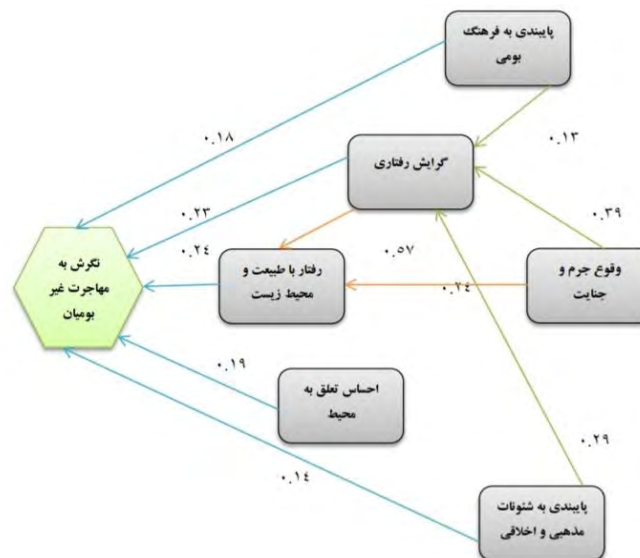 پایبندی به فرهنگ
بومی
۰.۱۸
۰.۱۳
گرایش رفتاری
۰.۲۳
۰.۳۹
نگرش به
مهاجرت غیر
بومیان
۰.۲۴
رفتار با طبیعت و
محیط زیست
۰.۵۷
۰.۲۴
وقوع جرم و
جنایت
۰.۱۹
احساس تعلق به
محیط
۰.۲۹
۰.۱٤
پایبندی به شئونات
مذهبی و اخلاقی